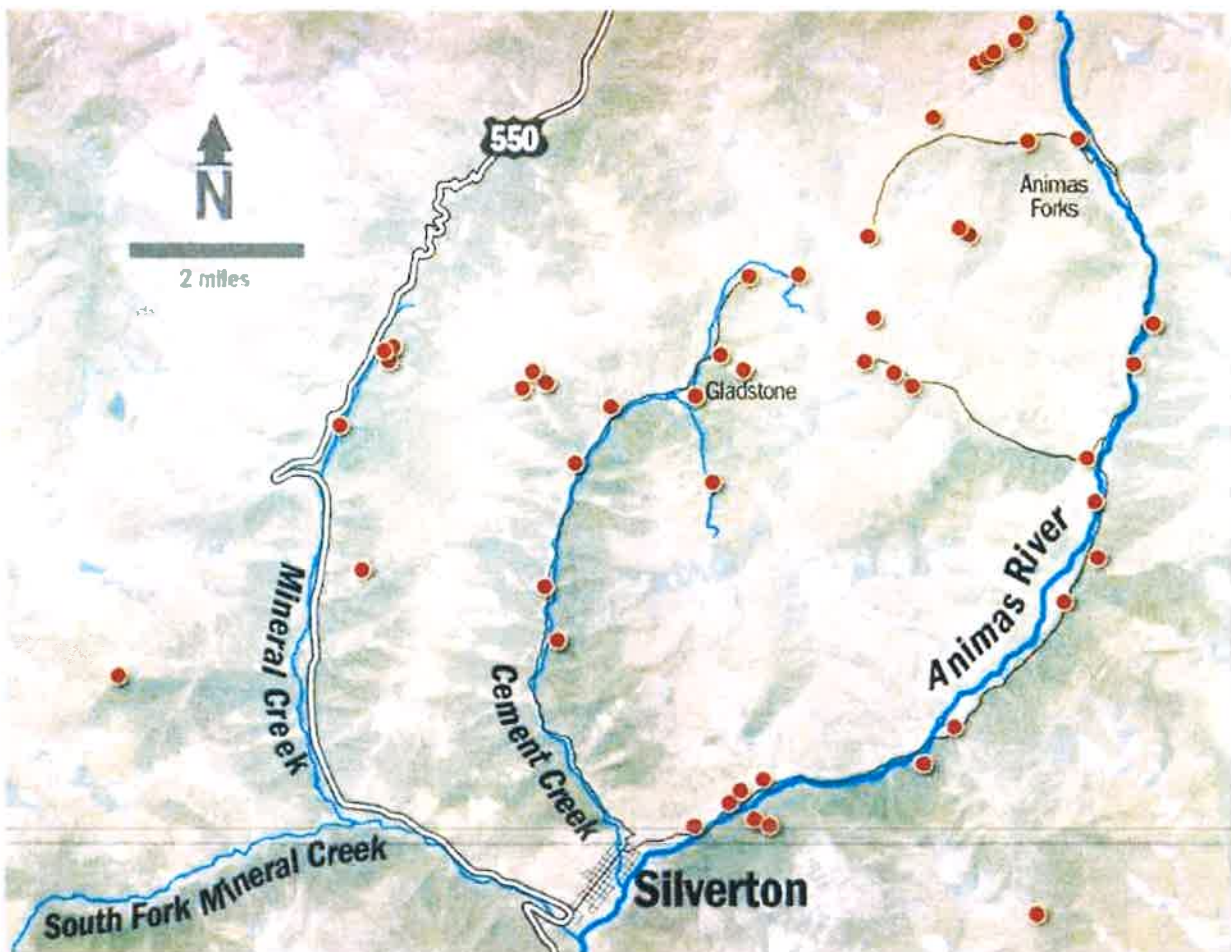 550
N
2 miles
Animas
Forks
Gladstone
Animas River
Mineral Creek
Cement Creek
South Fork Mineral Creek
Silverton